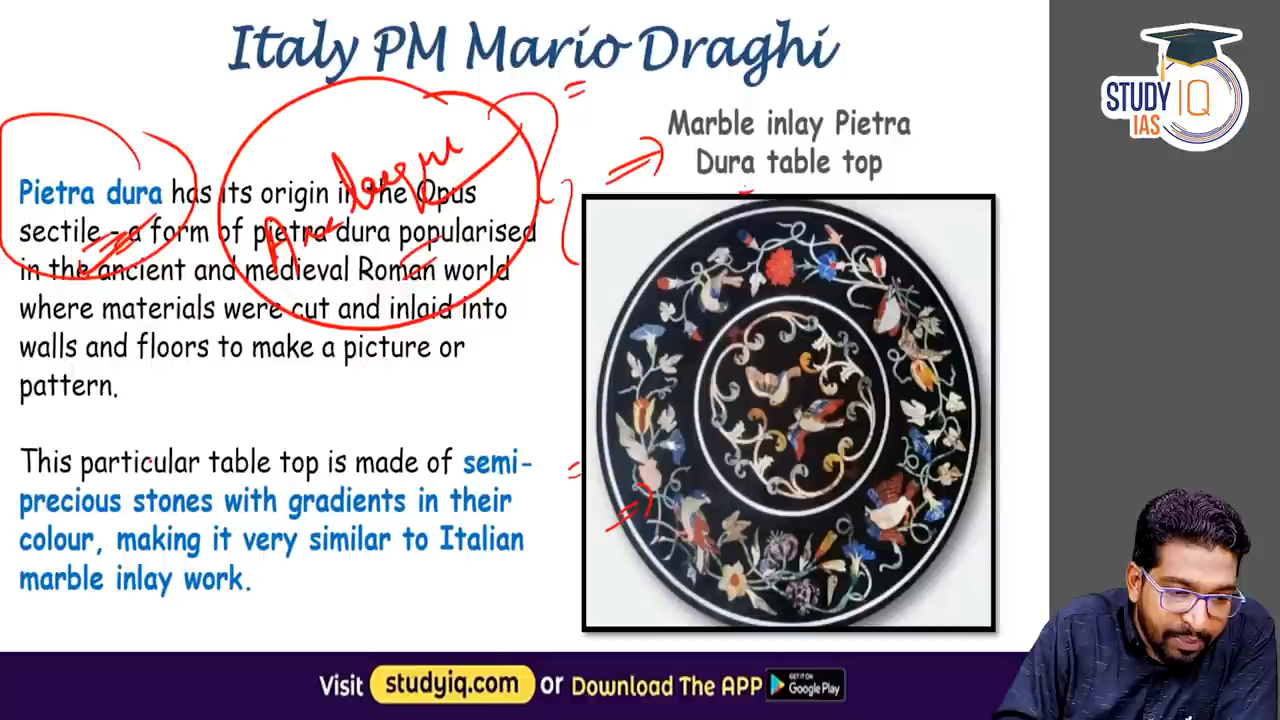 Italy PM Mario Draghi
STUDY IQ
IAS
Marble inlay Pietra
Dura table top
Pietra dura has its origin in the Opus
sectile - a form of pietra dura popularised
in the ancient and medieval Roman world
where materials were cut and inlaid into
walls and floors to make a picture or
pattern.
This particular table top is made of semi-
precious stones with gradients in their
colour, making it very similar to Italian
marble inlay work.
Visit studyiq.com or Download The APP GET IT ON Google Play